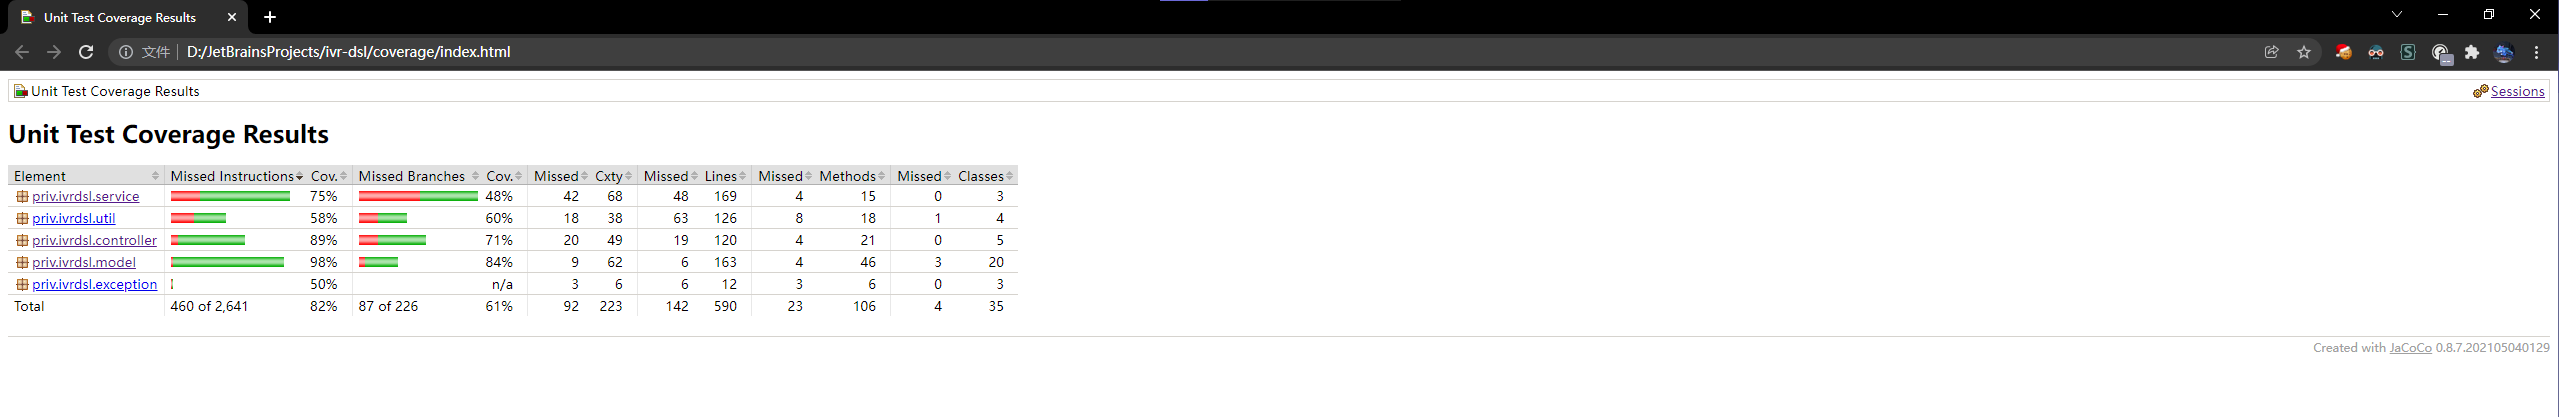 Unit Test Coverage Results
文件 D:/JetBrainsProjects/ivr-dsl/coverage/index.html
Unit Test Coverage Results Sessions
Unit Test Coverage Results
Element Missed Instructions Cov. Missed Branches Cov. Missed Cxty Missed Lines Missed Methods Missed Classes
priv.ivrdsl.service 75% 48% 42 68 48 169 4 15 0 3
priv.ivrdsl.util 58% 60% 18 38 63 126 8 18 1 4
priv.ivrdsl.controller 89% 71% 20 49 19 120 4 21 0 5
priv.ivrdsl.model 98% 84% 9 62 6 163 4 46 3 20
priv.ivrdsl.exception 50% n/a 3 6 6 12 3 6 0 3
Total 460 of 2,641 82% 87 of 226 61% 92 223 142 590 23 106 4 35
Created with JaCoCo 0.8.7.202105040129